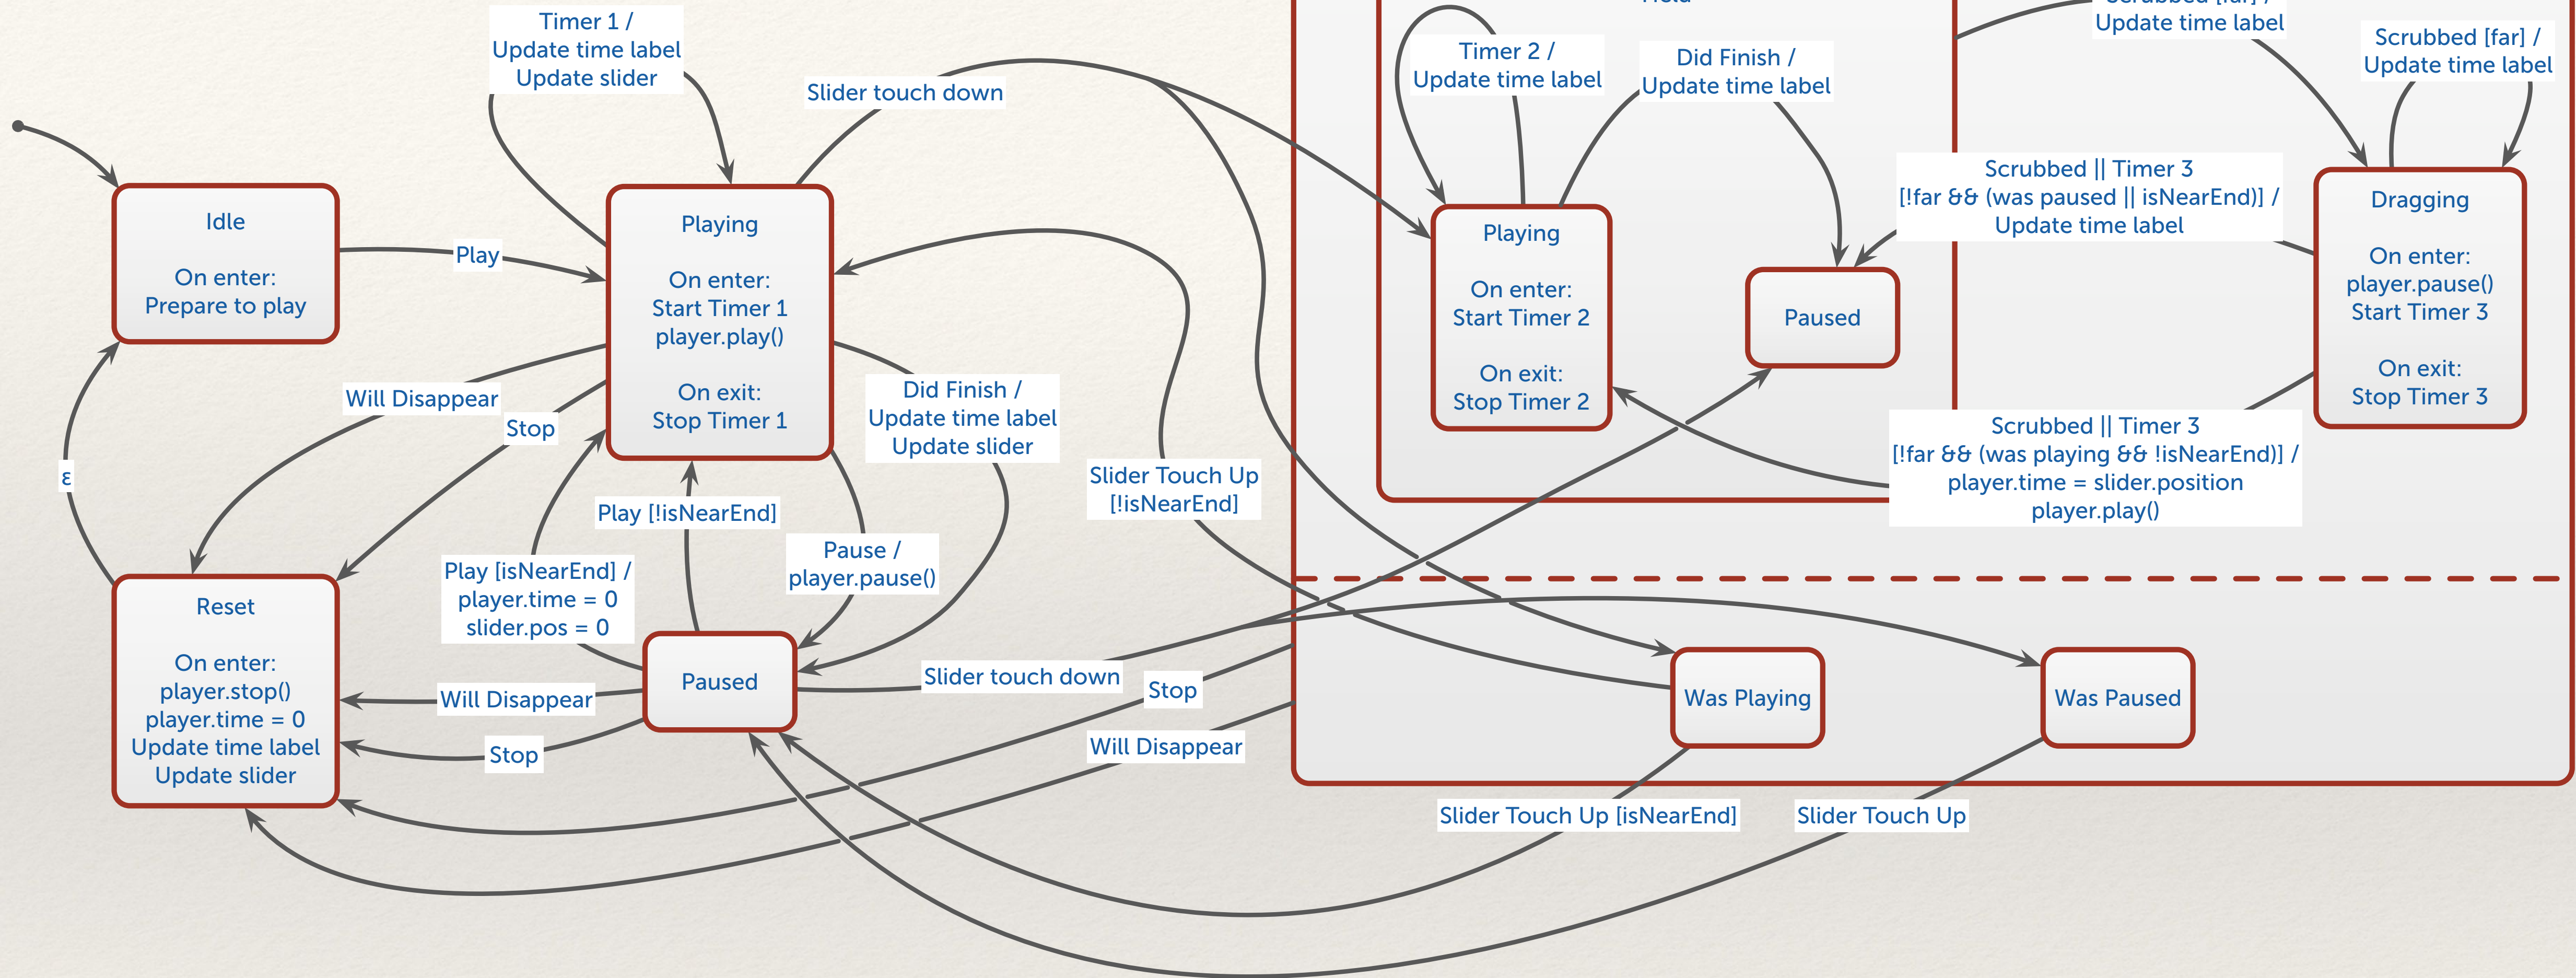 Timer 1 /
Update time label
Update slider
Slider touch down
Timer 2 /
Update time label
Did Finish /
Update time label
Update time label
Scrubbed [far] /
Update time label
Idle
On enter:
Prepare to play
Play
Playing
On enter:
Start Timer 1
player.play()
On exit:
Stop Timer 1
Playing
On enter:
Start Timer 2
On exit:
Stop Timer 2
Paused
Scrubbed || Timer 3
[!far && (was paused || isNearEnd)] /
Update time label
Dragging
On enter:
player.pause()
Start Timer 3
On exit:
Stop Timer 3
Will Disappear
Stop
Did Finish /
Update time label
Update slider
Scrubbed || Timer 3
[!far && (was playing && !isNearEnd)] /
player.time = slider.position
player.play()
ε
Play [!isNearEnd]
Slider Touch Up
[!isNearEnd]
Play [isNearEnd] /
player.time = 0
slider.pos = 0
Pause /
player.pause()
Reset
On enter:
player.stop()
player.time = 0
Update time label
Update slider
Paused
Will Disappear
Stop
Slider touch down
Stop
Will Disappear
Was Playing
Was Paused
Slider Touch Up [isNearEnd]
Slider Touch Up